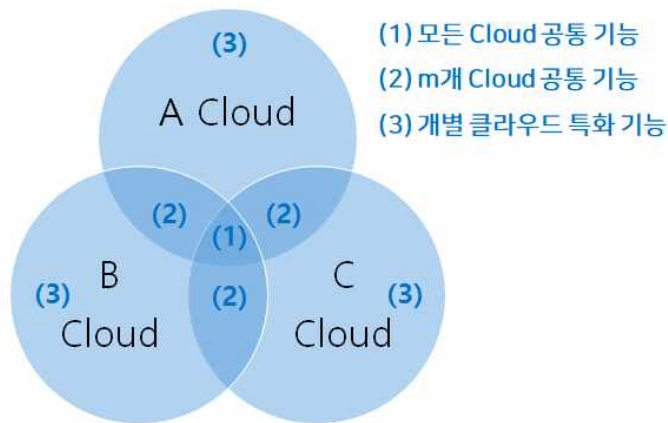 (3)
A Cloud
(1) 모든 Cloud 공통 기능
(2) m개 Cloud 공통 기능
(3) 개별 클라우드 특화 기능
(2)
(2)
(1)
(3)
B
Cloud
(2)
C
Cloud
(3)